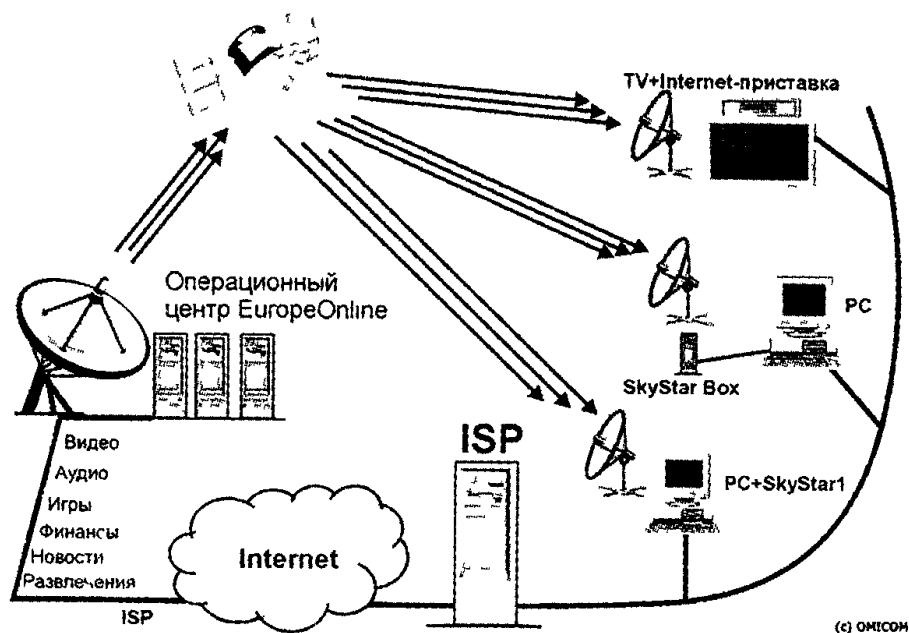 TV+Internet-приставка
Операционный
центр EuropeOnline
PC
SkyStar Box
ISP
PC+SkyStar1
Видео
Аудио
Игры
Финансы
Новости
Развлечения
Internet
ISP
(c) OMICOM